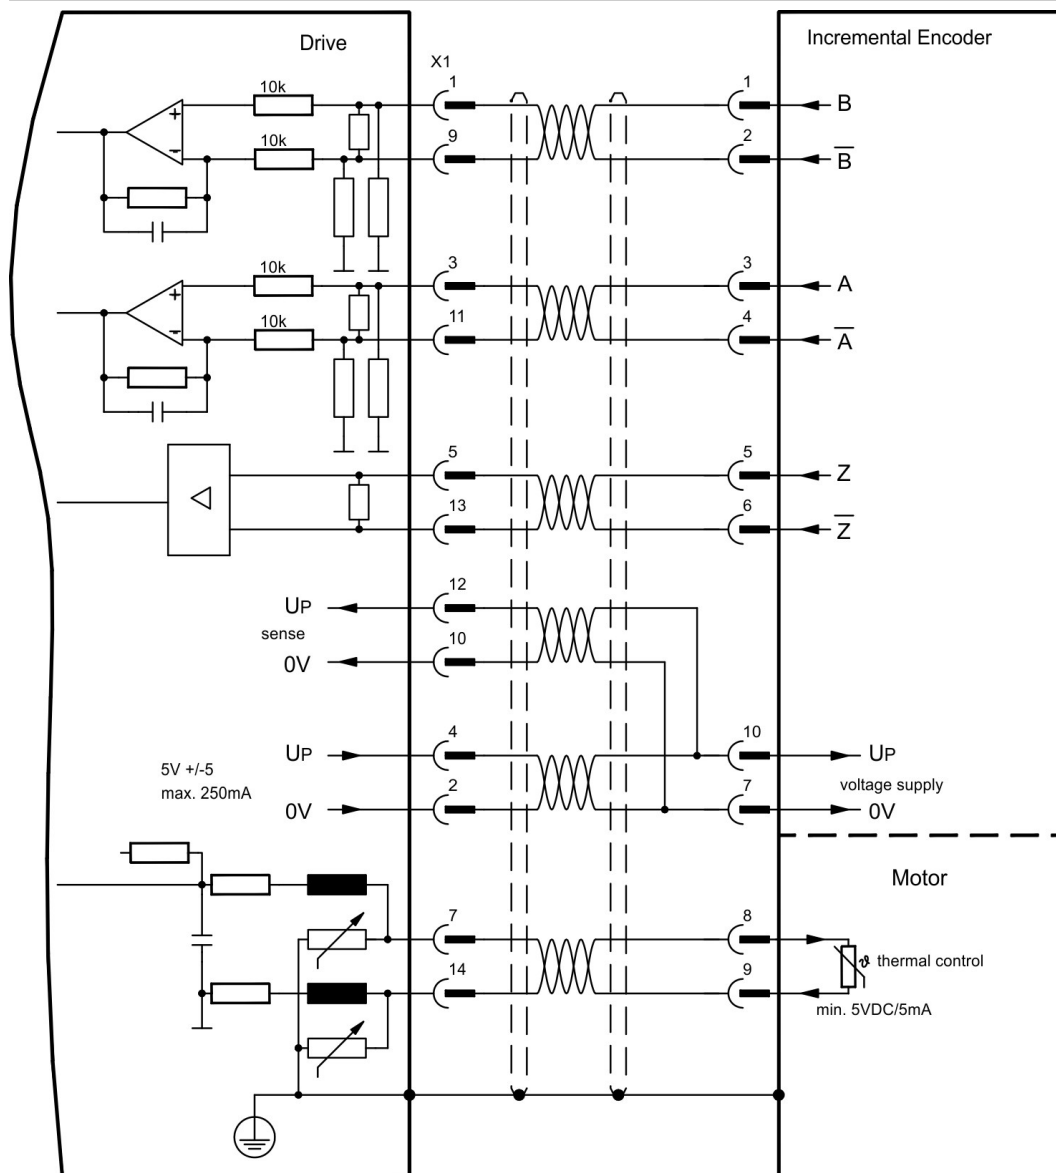 Drive
Incremental Encoder
X1
10k
1
1
B
10k
9
2
B̅
10k
3
3
A
10k
11
4
A̅
5
5
Z
13
6
Z̅
UP
12
sense
0V
10
UP
4
10
UP
5V +/-5
max. 250mA
voltage supply
0V
2
7
0V
Motor
7
8
ϑ thermal control
14
9
min. 5VDC/5mA